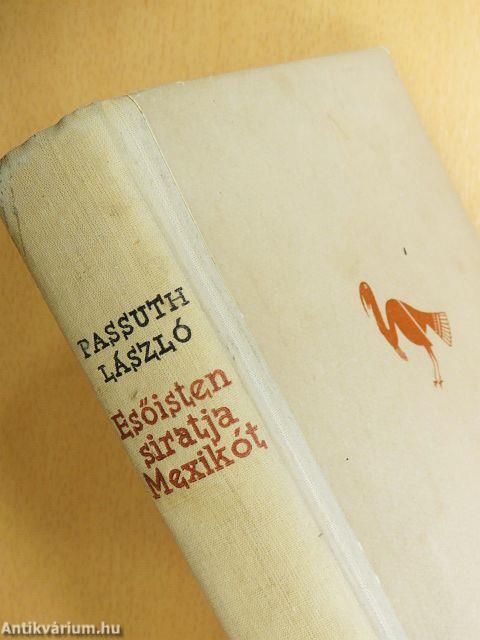 PASSUTH
LÁSZLÓ
Esőisten
siratja
Mexikót
Antikvárium.hu